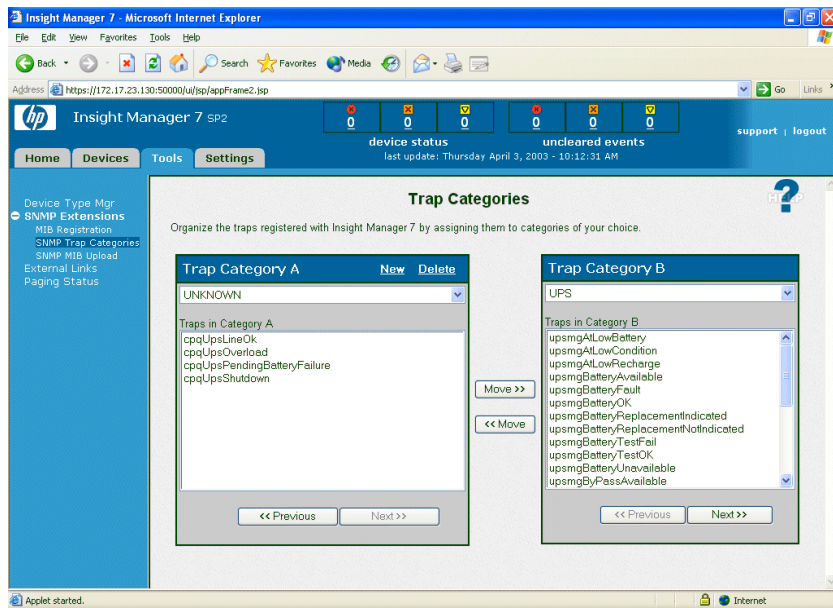 Insight Manager 7 - Microsoft Internet Explorer
File Edit View Favorites Tools Help
Back Search Favorites Media
Address https://172.17.23.130:50000/ui/jsp/appFrame2.jsp Go Links »
hp Insight Manager 7 SP2
0 0 0 0 0 0
device status uncleared events
last update: Thursday April 3, 2003 - 10:12:31 AM
support | logout
Home Devices Tools Settings
Device Type Mgr
SNMP Extensions
MIB Registration
SNMP Trap Categories
SNMP MIB Upload
External Links
Paging Status
Trap Categories
? HELP
Organize the traps registered with Insight Manager 7 by assigning them to categories of your choice.
Trap Category A New Delete
UNKNOWN
Traps in Category A
cpqUpsLineOk
cpqUpsOverload
cpqUpsPendingBatteryFailure
cpqUpsShutdown
<< Previous Next >>
Move >>
<< Move
Trap Category B
UPS
Traps in Category B
upsmgAtLowBattery
upsmgAtLowCondition
upsmgAtLowRecharge
upsmgBatteryAvailable
upsmgBatteryFault
upsmgBatteryOK
upsmgBatteryReplacementIndicated
upsmgBatteryReplacementNotIndicated
upsmgBatteryTestFail
upsmgBatteryTestOK
upsmgBatteryUnavailable
upsmgByPassAvailable
<< Previous Next >>
Applet started. Internet